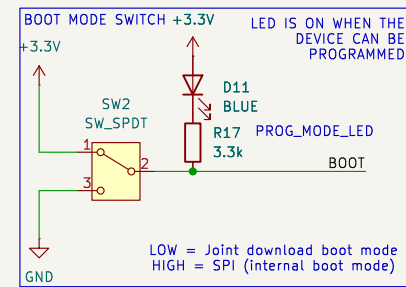 BOOT MODE SWITCH
+3.3V
LED IS ON WHEN THE
DEVICE CAN BE
PROGRAMMED
+3.3V
D11
BLUE
SW2
SW_SPDT
R17
3.3k
PROG_MODE_LED
1
2
3
BOOT
GND
LOW = Joint download boot mode
HIGH = SPI (internal boot mode)